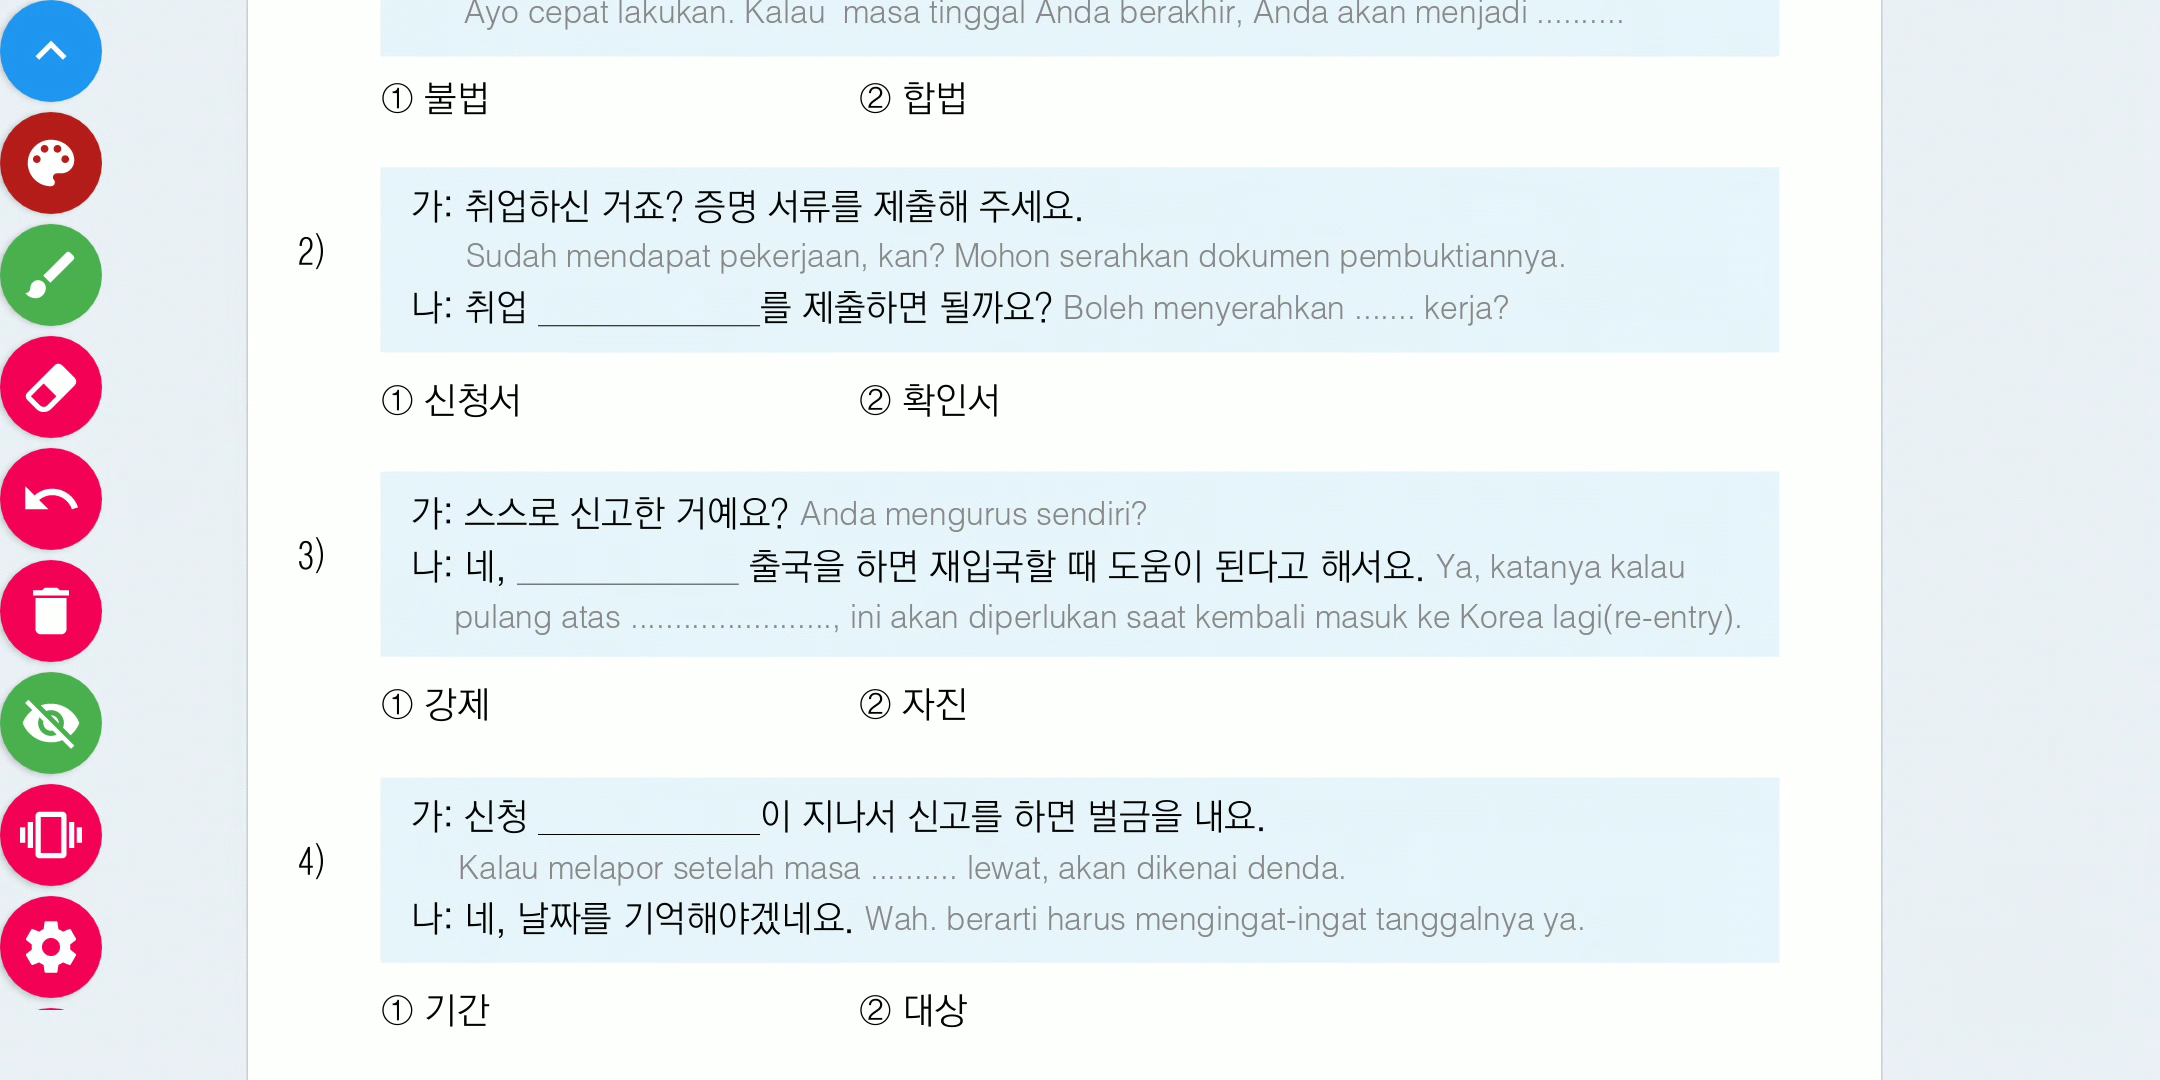 Ayo cepat lakukan. Kalau  masa tinggal Anda berakhir, Anda akan menjadi ..........
① 불법 ② 합법
2)
가: 취업하신 거죠? 증명 서류를 제출해 주세요.
Sudah mendapat pekerjaan, kan? Mohon serahkan dokumen pembuktiannya.
나: 취업 ____________를 제출하면 될까요? Boleh menyerahkan ....... kerja?
① 신청서 ② 확인서
3)
가: 스스로 신고한 거예요? Anda mengurus sendiri?
나: 네, ____________ 출국을 하면 재입국할 때 도움이 된다고 해서요. Ya, katanya kalau
pulang atas ......................., ini akan diperlukan saat kembali masuk ke Korea lagi(re-entry).
① 강제 ② 자진
4)
가: 신청 ____________이 지나서 신고를 하면 벌금을 내요.
Kalau melapor setelah masa .......... lewat, akan dikenai denda.
나: 네, 날짜를 기억해야겠네요. Wah. berarti harus mengingat-ingat tanggalnya ya.
① 기간 ② 대상